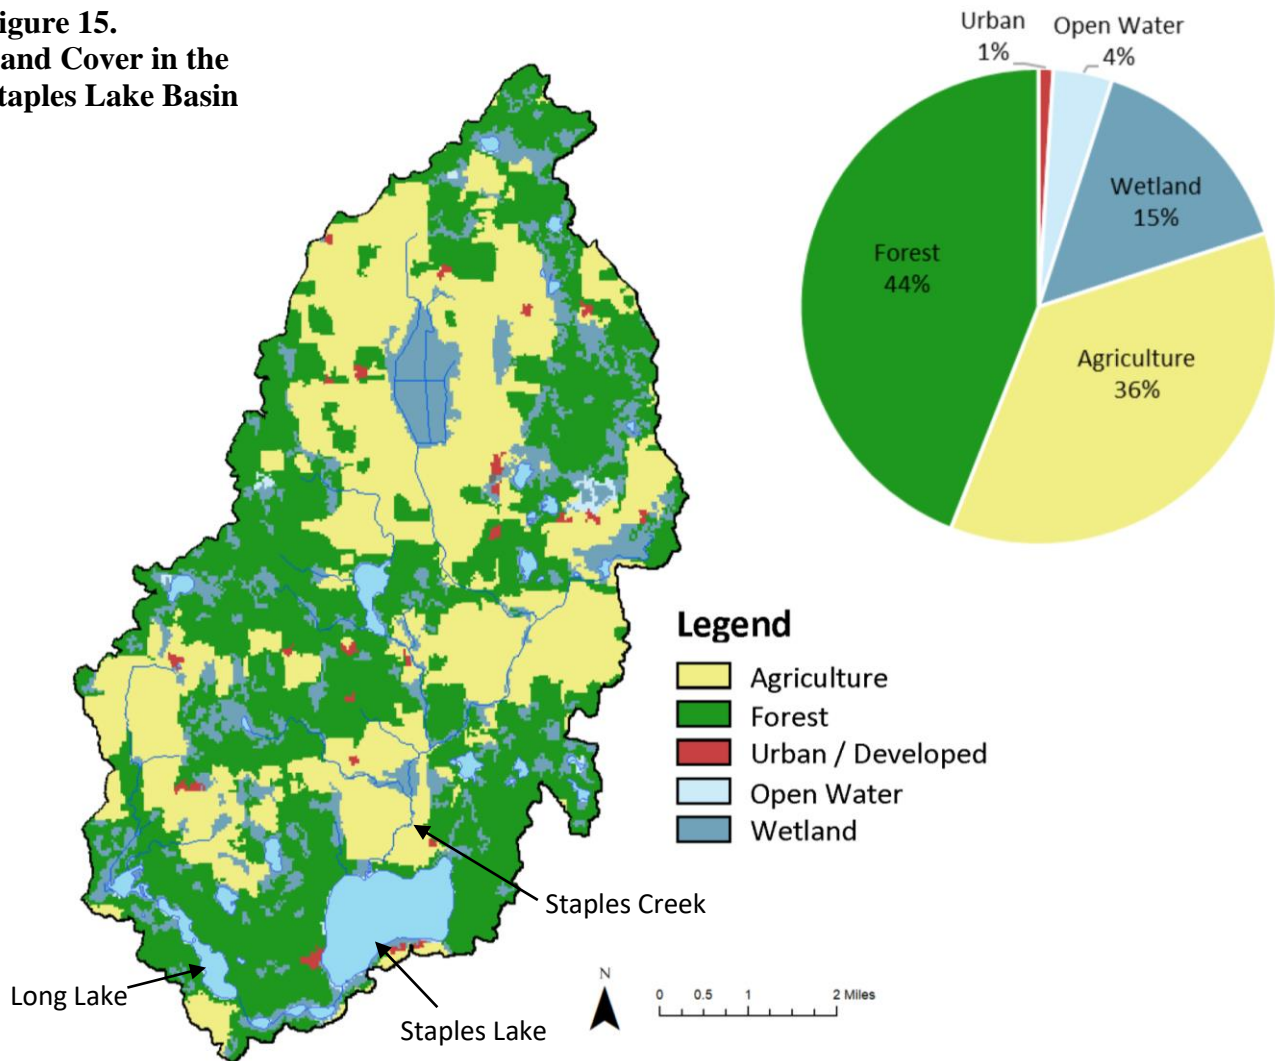 igure 15.
and Cover in the
taples Lake Basin
Urban
1%
Open Water
4%
Wetland
15%
Forest
44%
Agriculture
36%
Legend
Agriculture
Forest
Urban / Developed
Open Water
Wetland
Staples Creek
Long Lake
Staples Lake
N
0 0.5 1 2 Miles